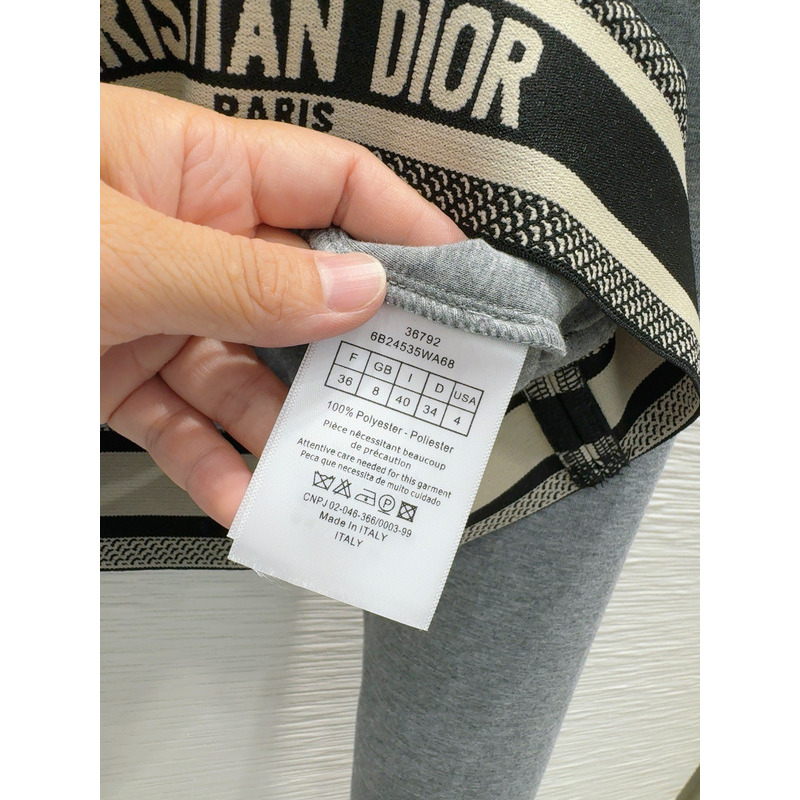 RISTIAN DIOR
PARIS
36792
6B24535WA68
F GB I D USA
36 8 40 34 4
100% Polyester - Poliester
Pièce nècessitant beaucoup
de précaution
Attentive care needed for this garment
Peca que necessita de muito cuidado
P
CNPJ 02-046-366/0003-99
Made In ITALY
ITALY